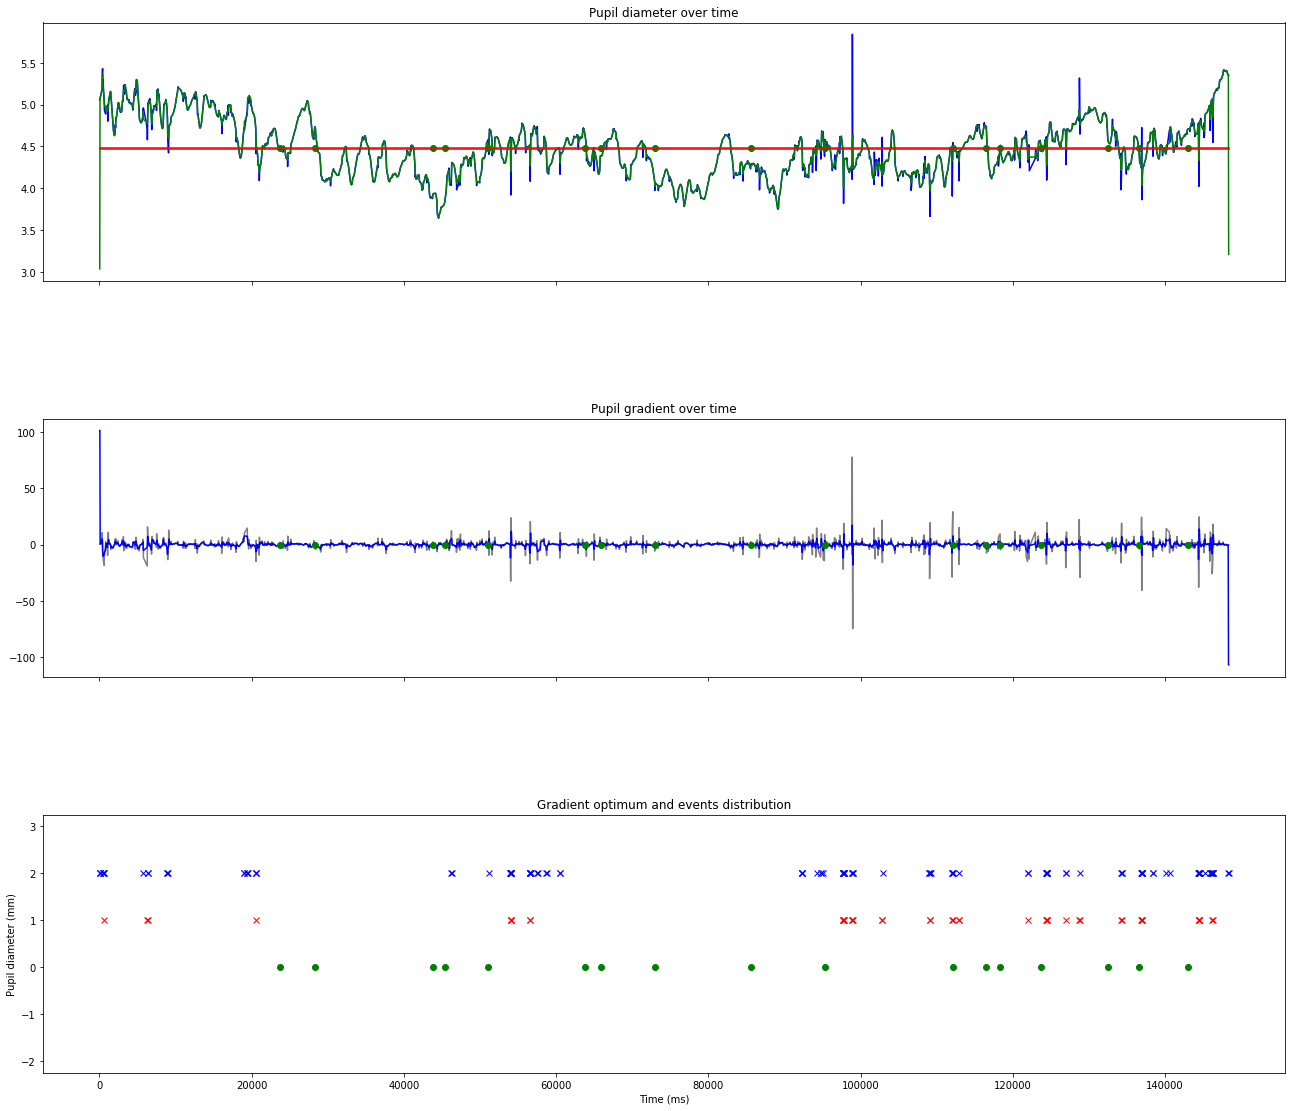 Pupil diameter over time
5.5
5.0
4.5
4.0
3.5
3.0
Pupil gradient over time
100
50
0
−50
−100
Gradient optimum and events distribution
3
2
1
0
−1
−2
Pupil diameter (mm)
0 20000 40000 60000 80000 100000 120000 140000
Time (ms)